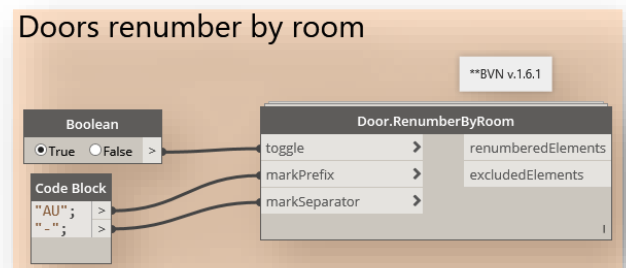 Doors renumber by room
**BVN v.1.6.1
Boolean
True False >
Code Block
"AU"; >
"-"; >
Door.RenumberByRoom
toggle > renumberedElements
markPrefix > excludedElements
markSeparator >
l